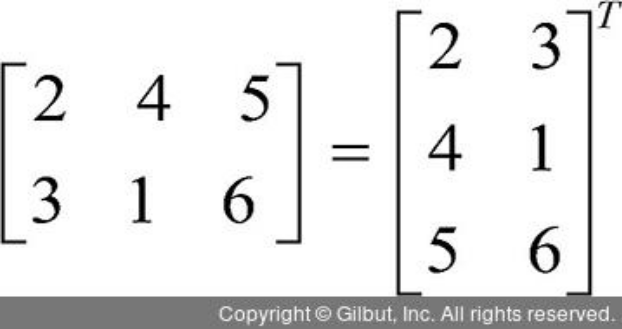 [2 4 5
3 1 6] = [2 3
4 1
5 6]^T
Copyright © Gilbut, Inc. All rights reserved.